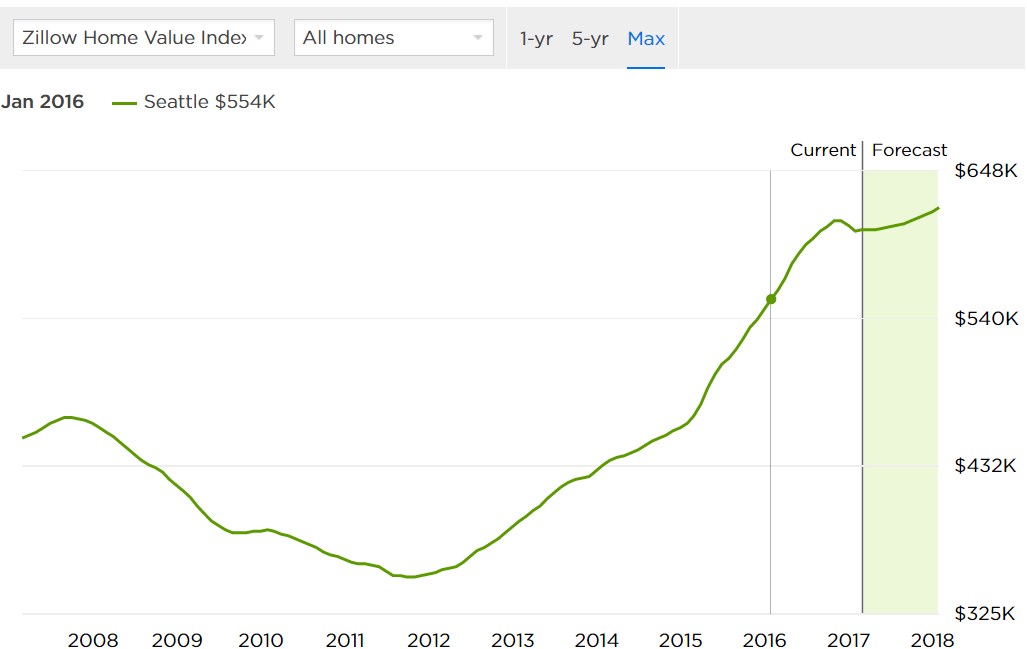 Zillow Home Value Index All homes 1-yr 5-yr Max
Jan 2016 Seattle $554K
Current Forecast
$648K
$540K
$432K
$325K
2008 2009 2010 2011 2012 2013 2014 2015 2016 2017 2018